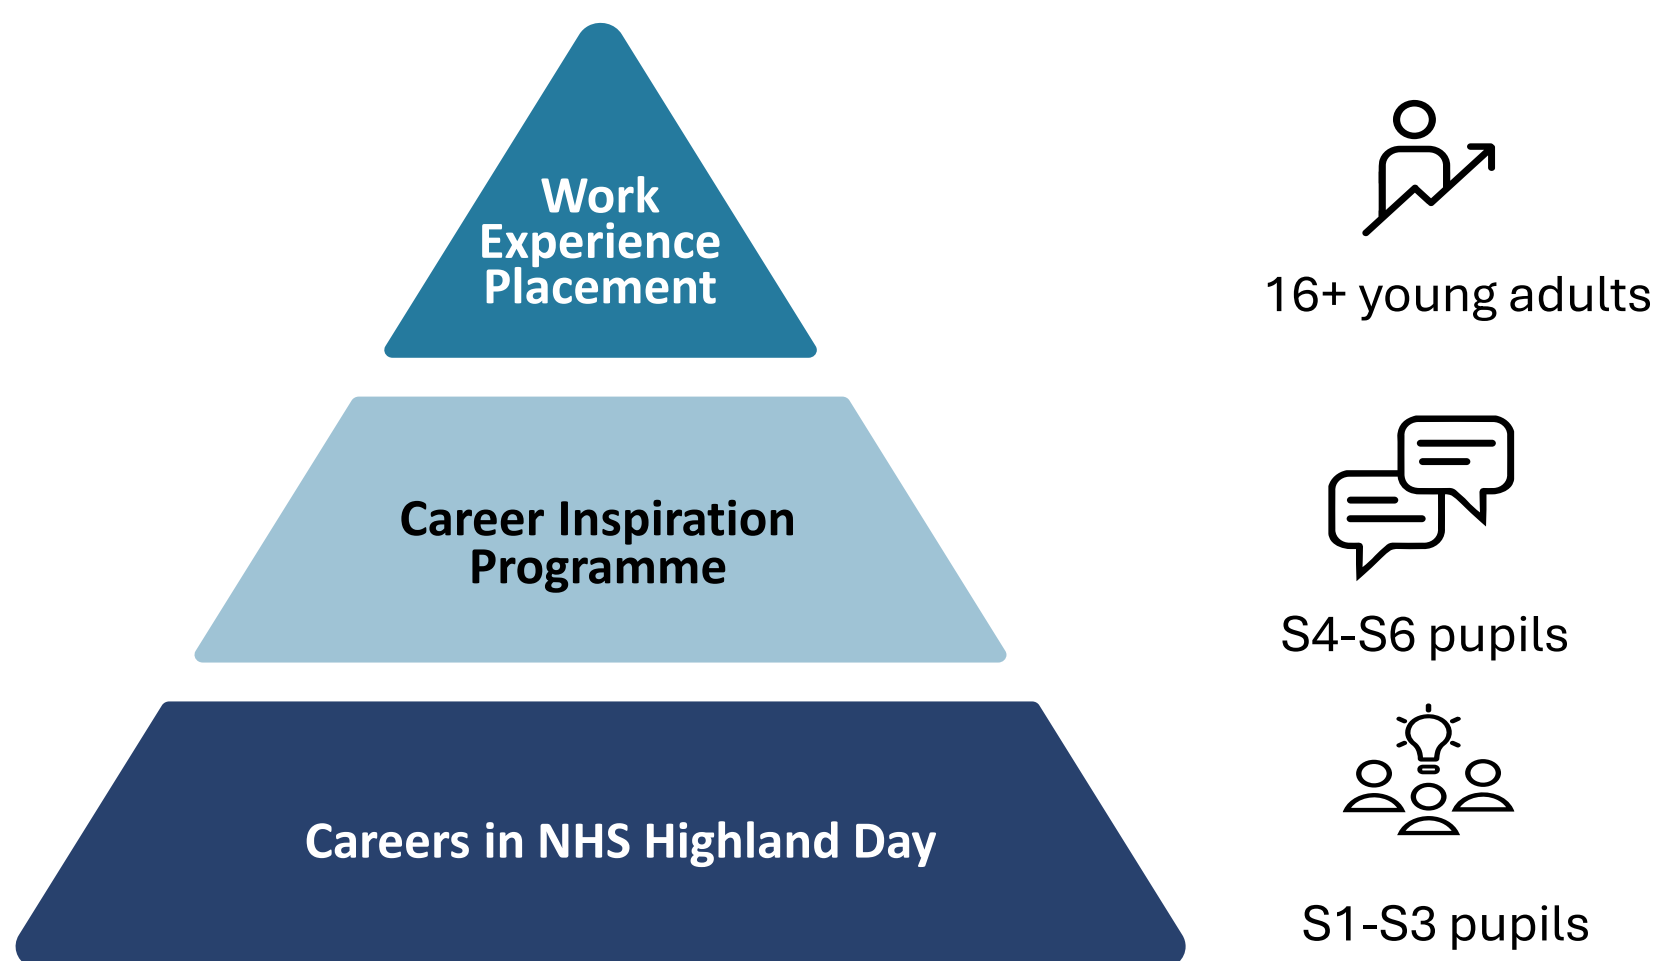 Work
Experience
Placement
16+ young adults
Career Inspiration
Programme
S4-S6 pupils
Careers in NHS Highland Day
S1-S3 pupils